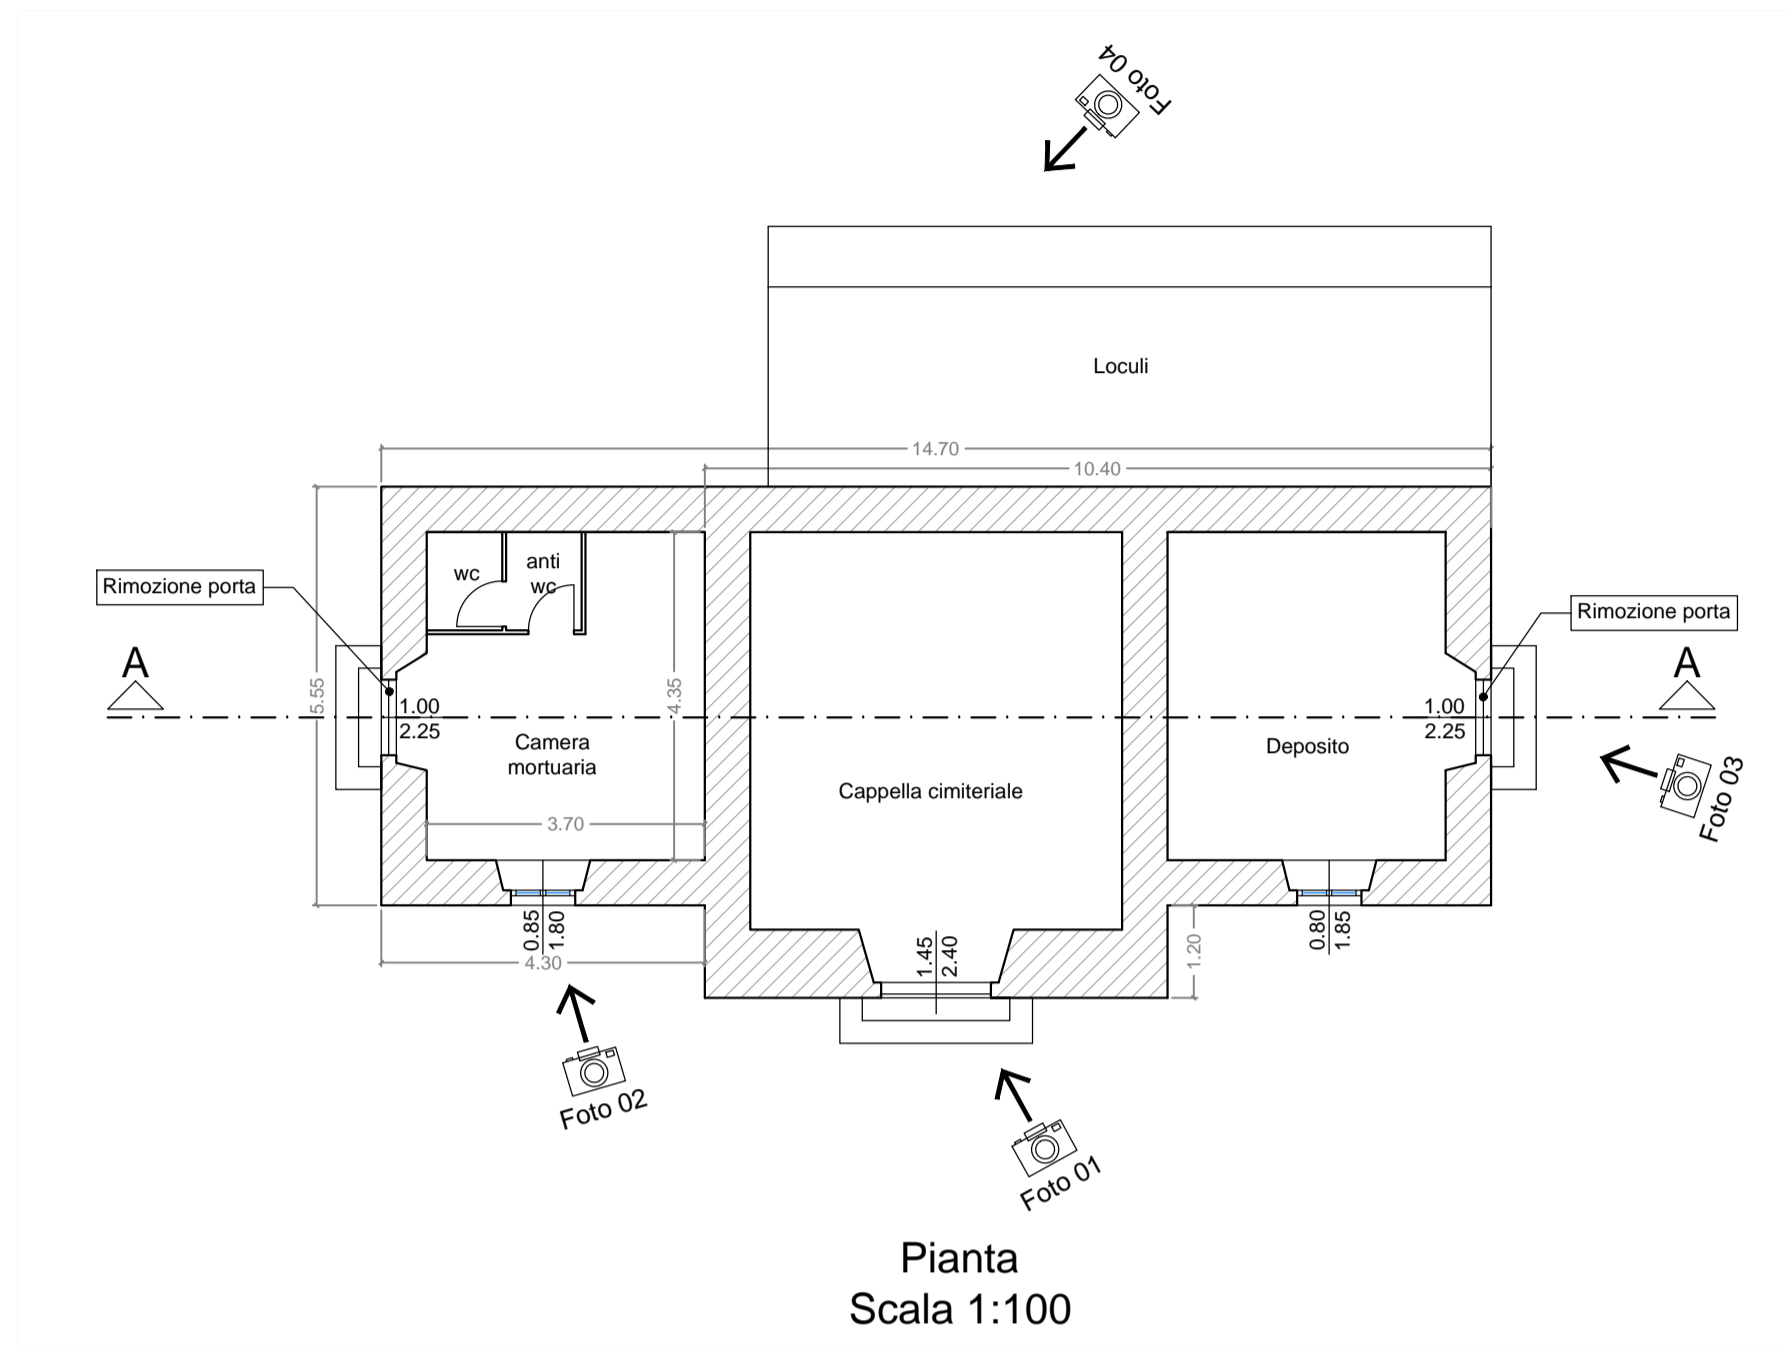 Foto 04
Loculi
14.70
10.40
wc
anti
wc
Rimozione porta
Rimozione porta
A
A
5.55
4.35
1.00
2.25
1.00
2.25
Camera
mortuaria
Deposito
Cappella cimiteriale
Foto 03
3.70
0.85
1.80
4.30
1.45
2.40
1.20
0.80
1.85
Foto 02
Foto 01
Pianta
Scala 1:100